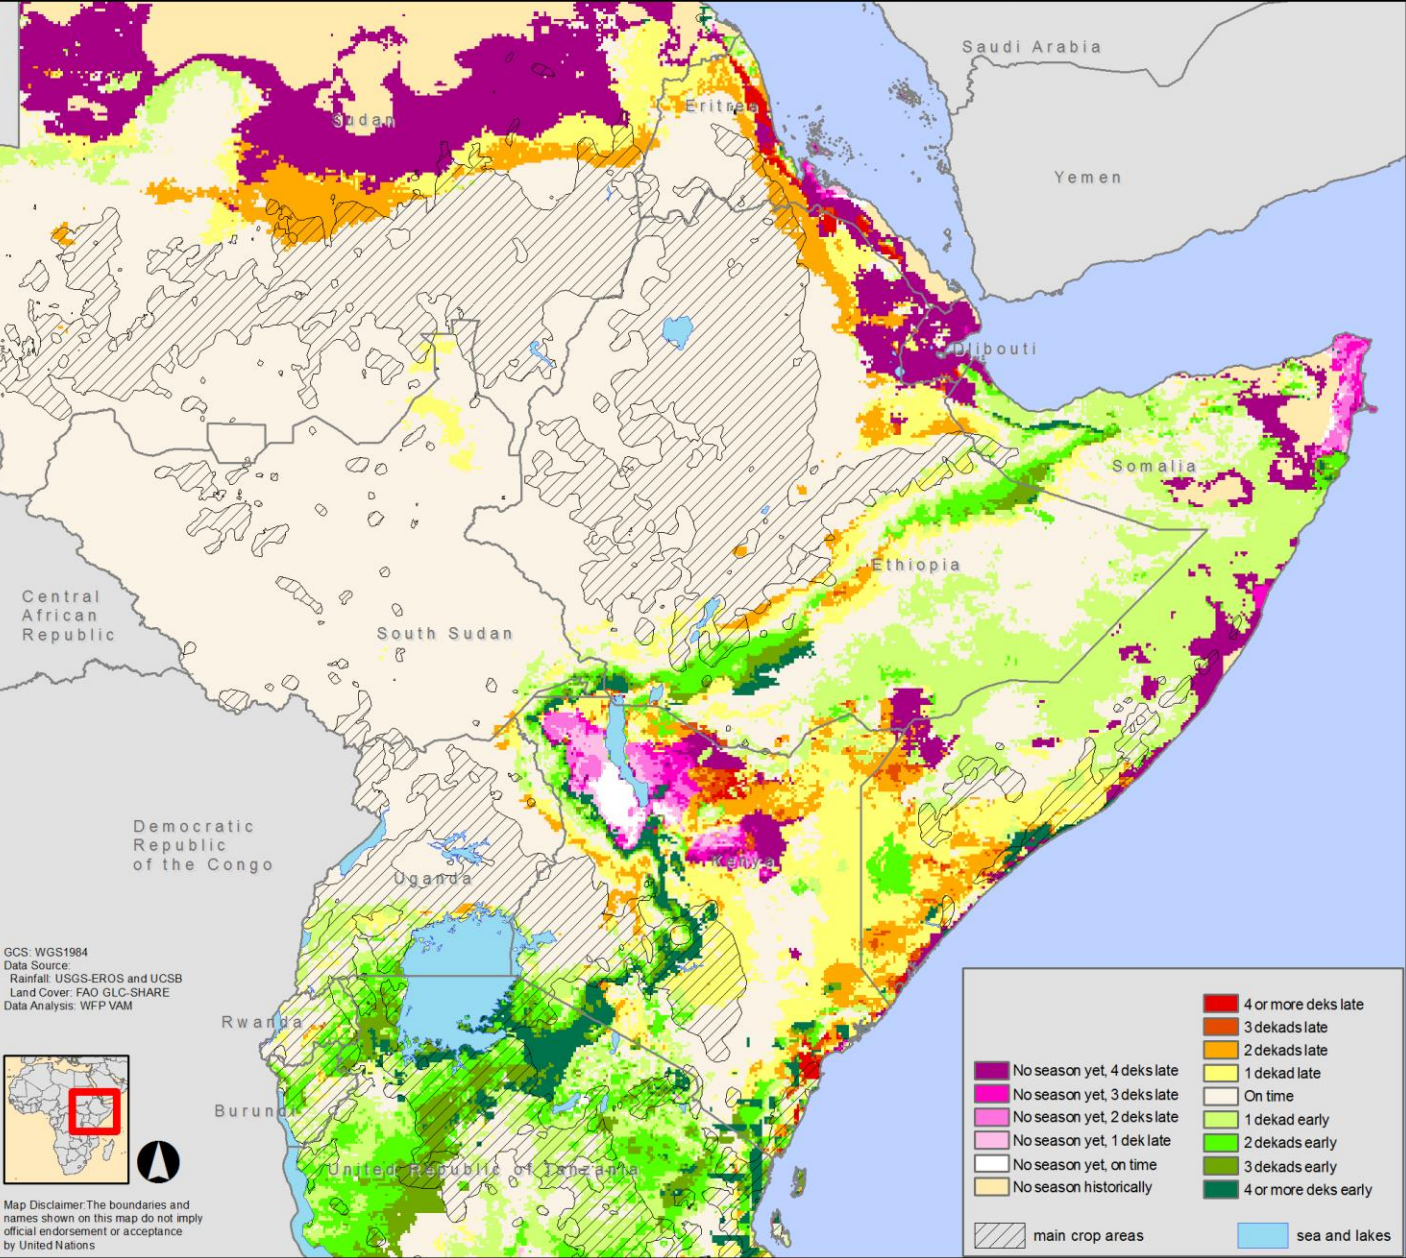 Saudi Arabia
Eritrea
Sudan
Yemen
Djibouti
Somalia
Ethiopia
Central
African
Republic
South Sudan
Democratic
Republic
of the Congo
Kenya
Uganda
GCS: WGS1984
Data Source:
Rainfall: USGS-EROS and UCSB
Land Cover: FAO GLC-SHARE
Data Analysis: WFP VAM
Rwanda
Burundi
United Republic of Tanzania
Map Disclaimer:The boundaries and
names shown on this map do not imply
official endorsement or acceptance
by United Nations
No season yet, 4 deks late
No season yet, 3 deks late
No season yet, 2 deks late
No season yet, 1 dek late
No season yet, on time
No season historically
4 or more deks late
3 dekads late
2 dekads late
1 dekad late
On time
1 dekad early
2 dekads early
3 dekads early
4 or more deks early
main crop areas
sea and lakes